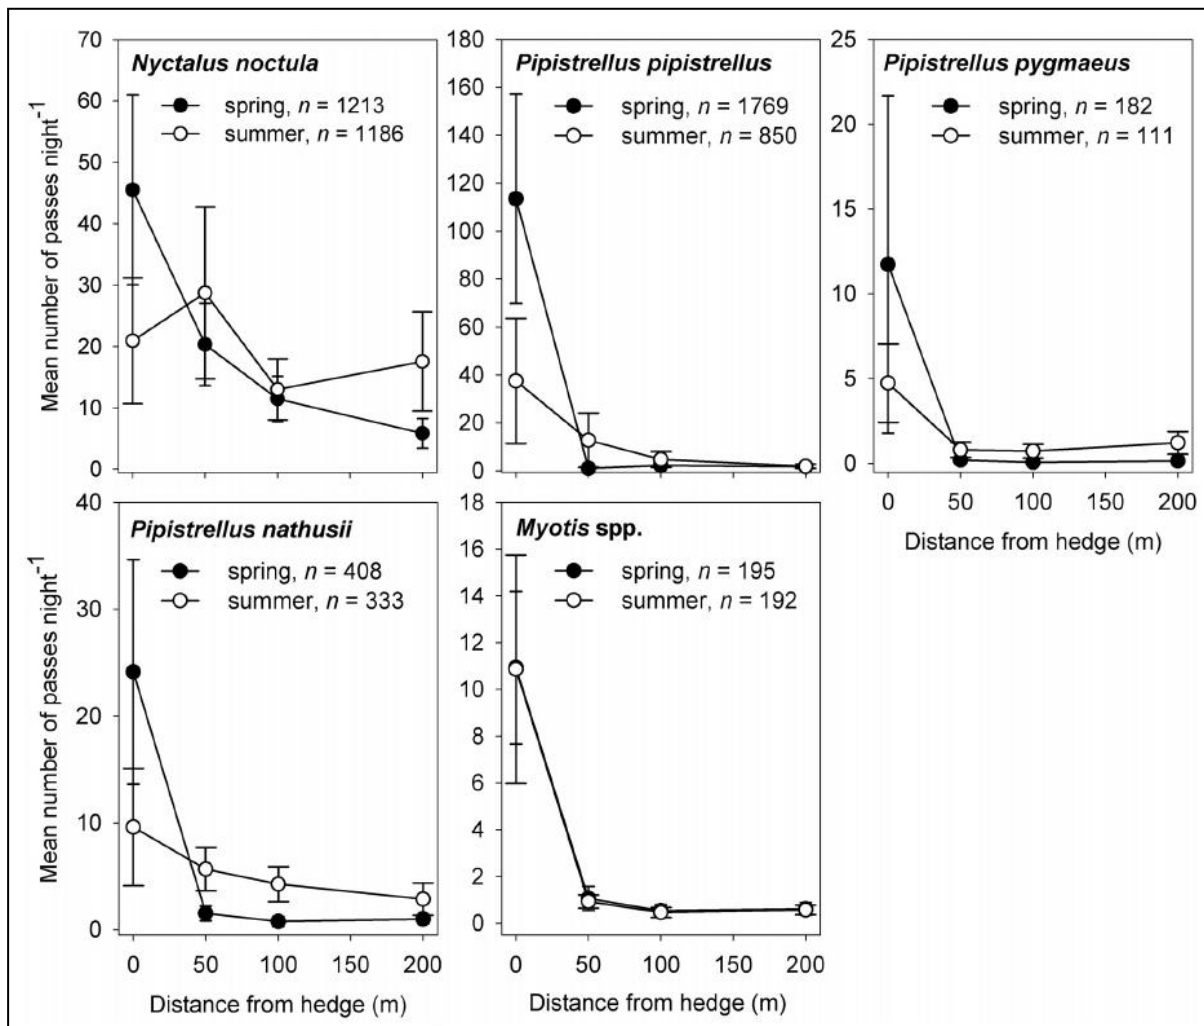 Nyctalus noctula
spring, n = 1213
summer, n = 1186
70
60
50
40
30
20
10
0
Mean number of passes night-1
Pipistrellus pipistrellus
spring, n = 1769
summer, n = 850
180
160
140
120
100
80
60
40
20
0
Pipistrellus pygmaeus
spring, n = 182
summer, n = 111
25
20
15
10
5
0
0 50 100 150 200
Distance from hedge (m)
Pipistrellus nathusii
spring, n = 408
summer, n = 333
40
30
20
10
0
Mean number of passes night-1
0 50 100 150 200
Distance from hedge (m)
Myotis spp.
spring, n = 195
summer, n = 192
18
16
14
12
10
8
6
4
2
0
0 50 100 150 200
Distance from hedge (m)